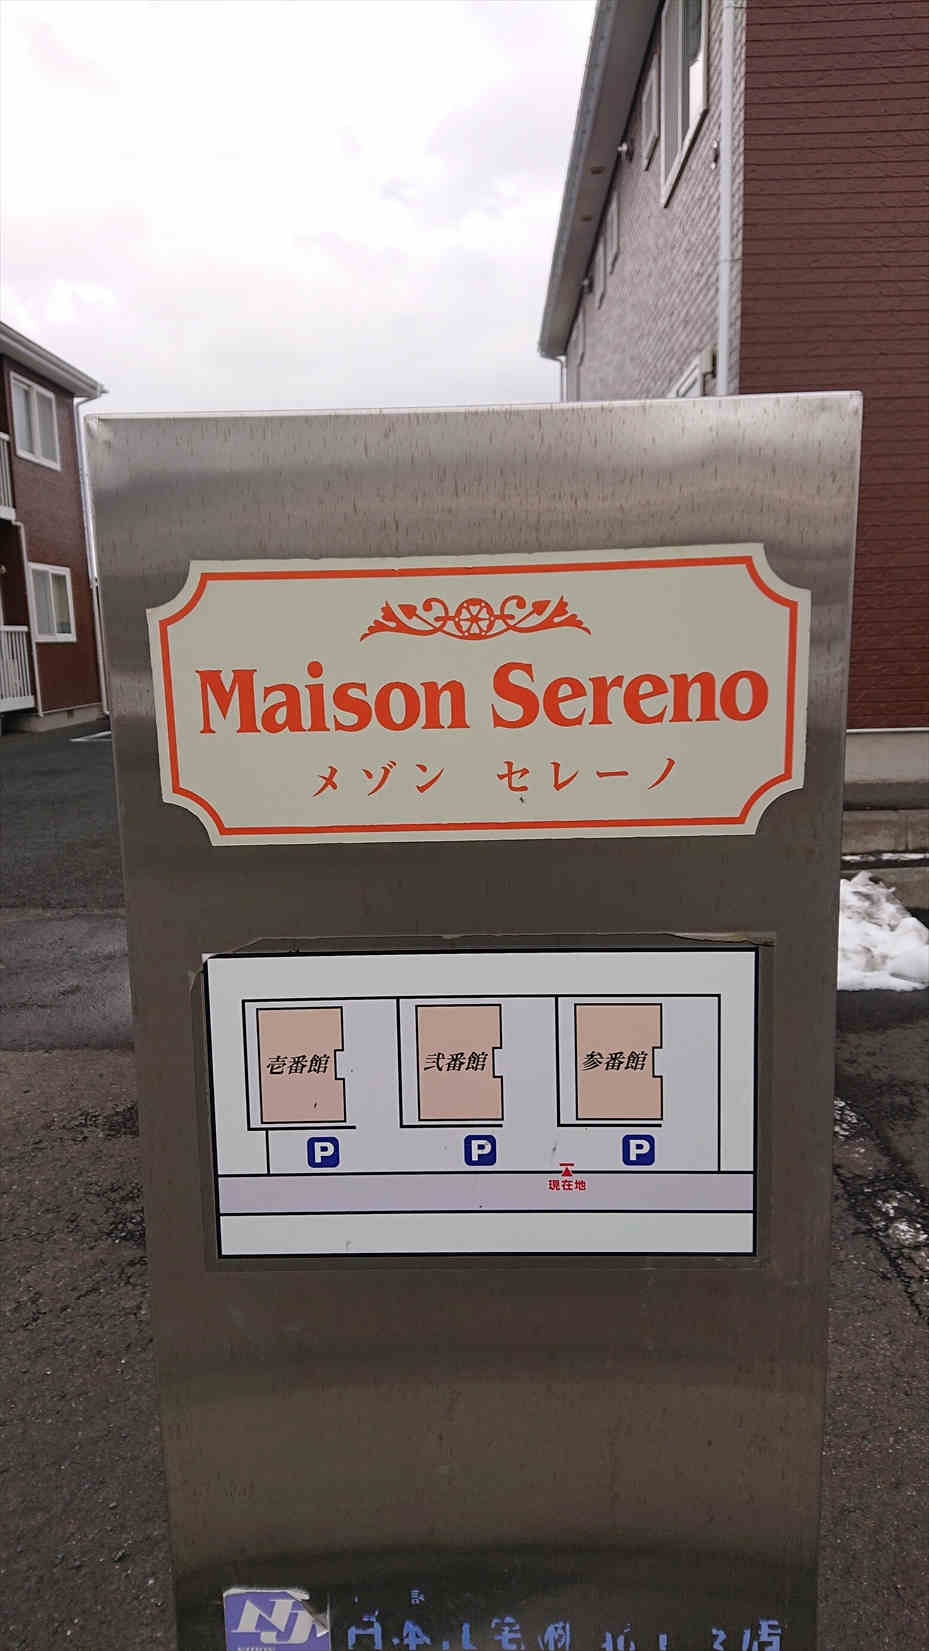 Maison Sereno
メゾン セレーノ
壱番館 弐番館 参番館
P P P
現在地
NJ